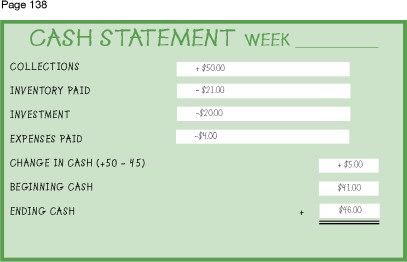 Page 138
CASH STATEMENT WEEK
COLLECTIONS + $50.00
INVENTORY PAID - $21.00
INVESTMENT -$20.00
EXPENSES PAID -$4.00
CHANGE IN CASH (+50 - 45) + $5.00
BEGINNING CASH $41.00
ENDING CASH + $46.00